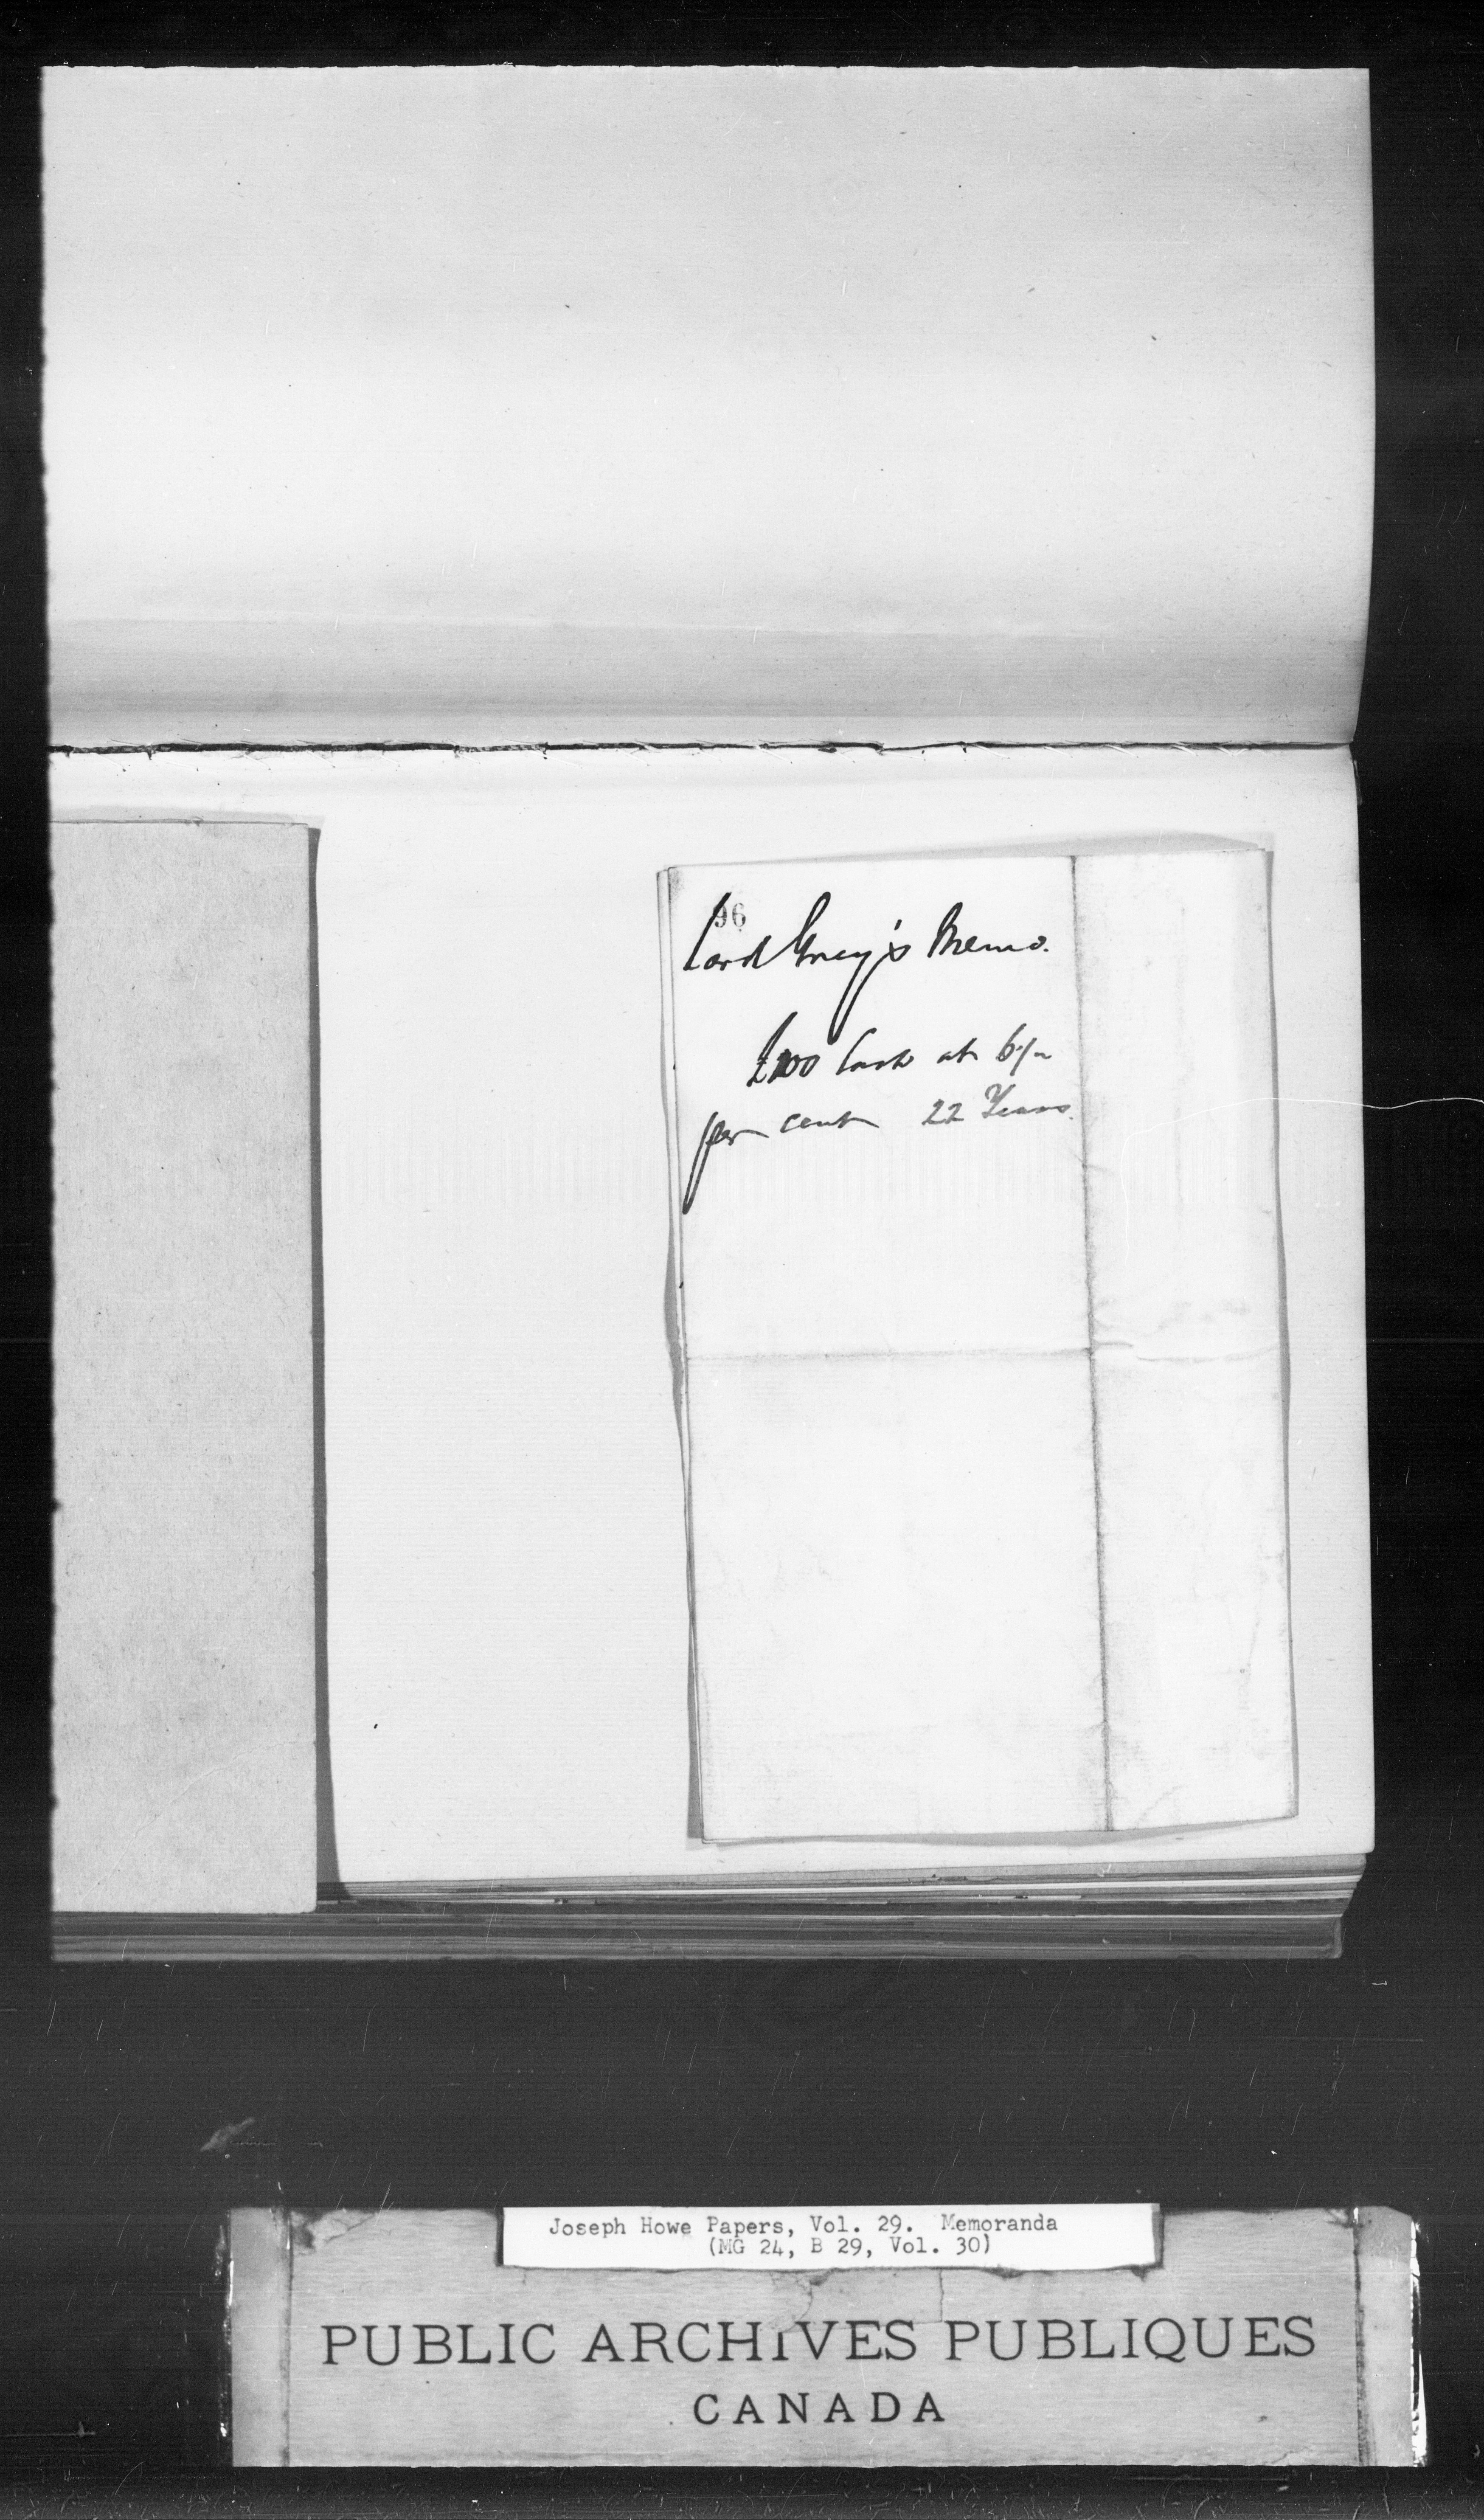 96
Lord Grey's Memo.
£100 Cash at 6/-
per cent 22 Years.
Joseph Howe Papers, Vol. 29. Memoranda
(MG 24, B 29, Vol. 30)
PUBLIC ARCHIVES PUBLIQUES
CANADA